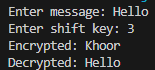 Enter message: Hello
Enter shift key: 3
Encrypted: Khoor
Decrypted: Hello